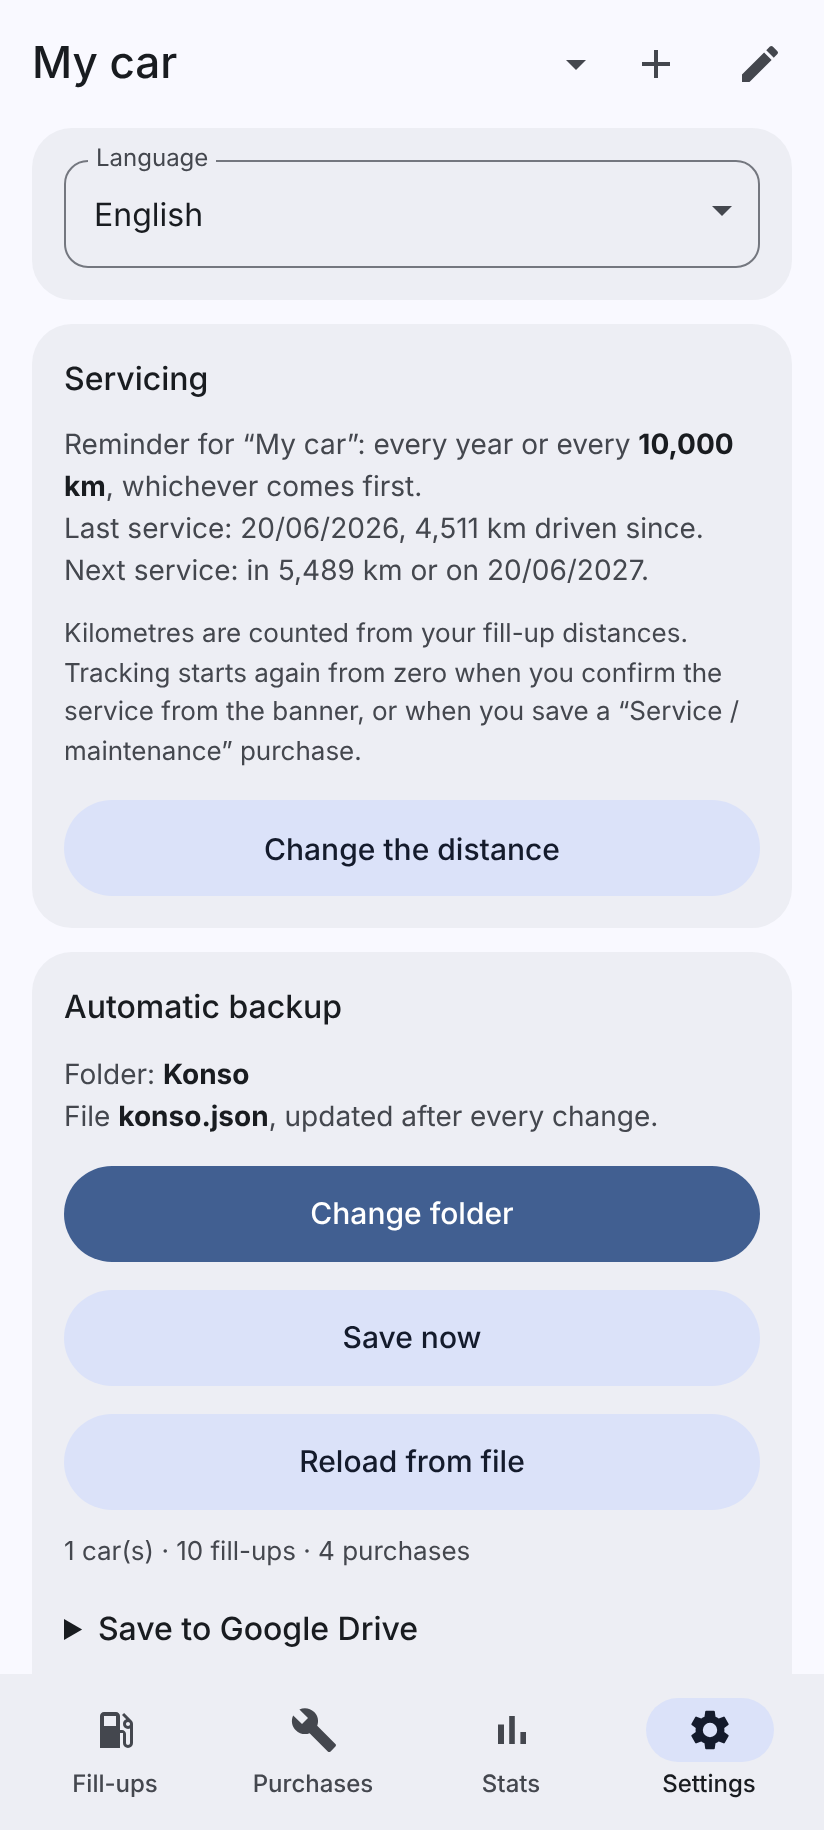 My car
Language
English
Servicing
Reminder for “My car”: every year or every 10,000
km, whichever comes first.
Last service: 20/06/2026, 4,511 km driven since.
Next service: in 5,489 km or on 20/06/2027.
Kilometres are counted from your fill-up distances.
Tracking starts again from zero when you confirm the
service from the banner, or when you save a “Service /
maintenance” purchase.
Change the distance
Automatic backup
Folder: Konso
File konso.json, updated after every change.
Change folder
Save now
Reload from file
1 car(s) · 10 fill-ups · 4 purchases
Save to Google Drive
Fill-ups
Purchases
Stats
Settings